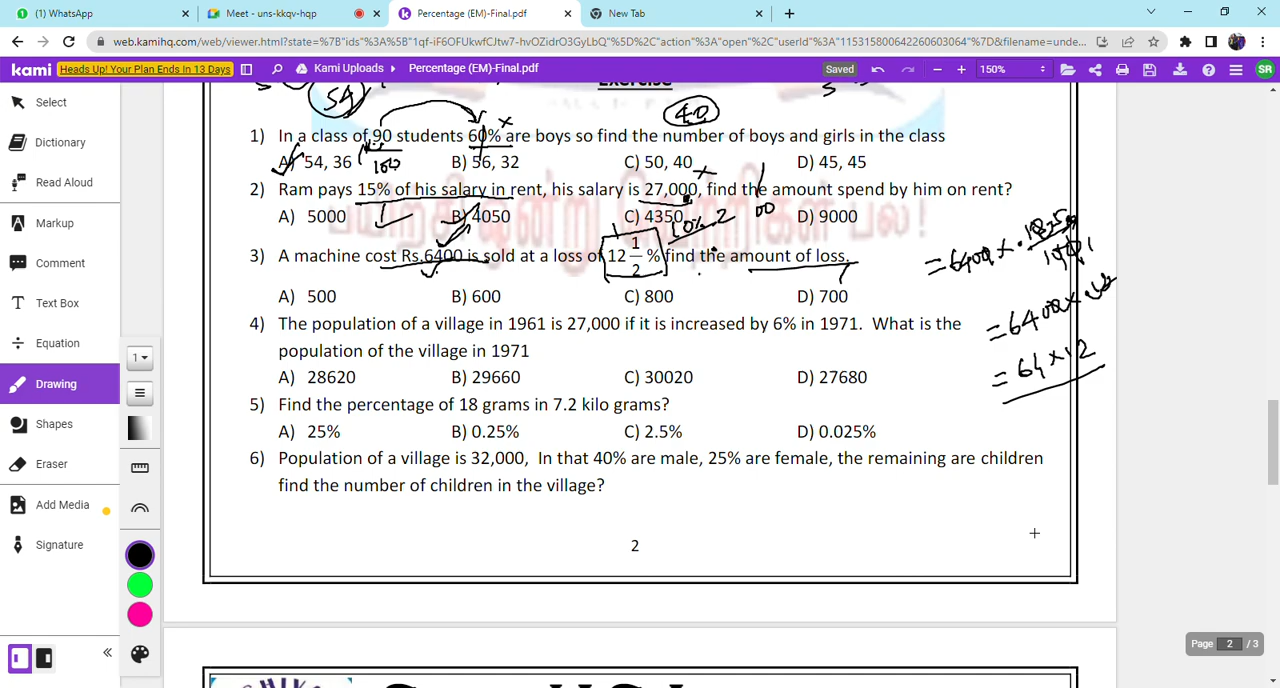 WhatsApp
Meet - uns-kkqv-hqp
Percentage (EM)-Final.pdf
New Tab
web.kamihq.com/web/viewer.html?state=%7B"ids"%3A%5B"1qf-iF6OFUkwfCJtw7-hvOZidrO3GyLbQ"%5D%2C"action"%3A"open"%2C"userId"%3A"115315800642260603064"%7D&filename=unde...
kami
Heads Up! Your Plan Ends In 13 Days
Kami Uploads
Percentage (EM)-Final.pdf
Saved
150%
SR
Select
Dictionary
Read Aloud
Markup
Comment
Text Box
Equation
Drawing
Shapes
Eraser
Add Media
Signature
1
Exercise
54
40
1) In a class of 90 students 60% are boys so find the number of boys and girls in the class
100
A) 54, 36 B) 56, 32 C) 50, 40 D) 45, 45
2) Ram pays 15% of his salary in rent, his salary is 27,000, find the amount spend by him on rent?
A) 5000 B) 4050 C) 4350 D) 9000
பயிற்சி ஒன்று வெற்றிகள் பல!
3) A machine cost Rs.6400 is sold at a loss of 12 1/2 % find the amount of loss.
A) 500 B) 600 C) 800 D) 700
4) The population of a village in 1961 is 27,000 if it is increased by 6% in 1971. What is the
population of the village in 1971
A) 28620 B) 29660 C) 30020 D) 27680
5) Find the percentage of 18 grams in 7.2 kilo grams?
A) 25% B) 0.25% C) 2.5% D) 0.025%
6) Population of a village is 32,000, In that 40% are male, 25% are female, the remaining are children
find the number of children in the village?
= 6400 ×
= 6400 ×
= 64 × 12
2
Page 2 / 3